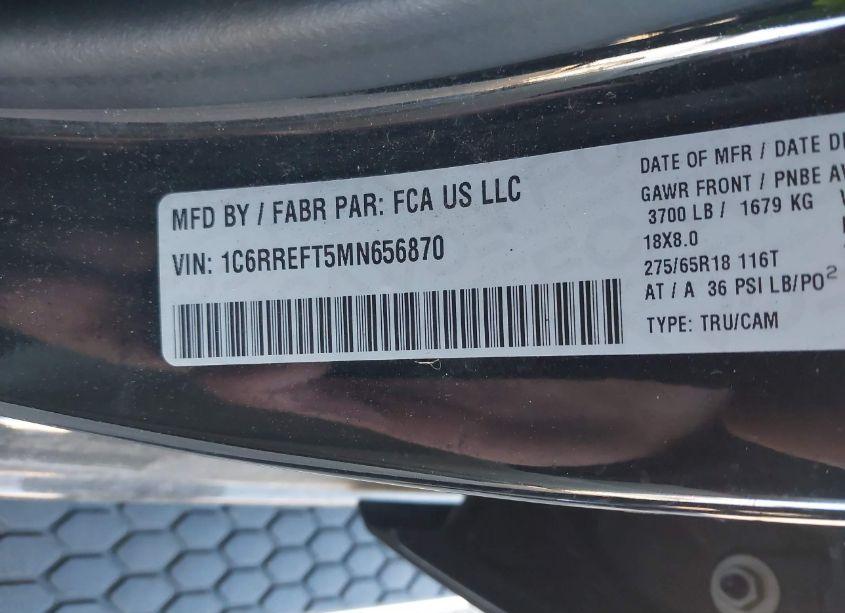 MFD BY / FABR PAR: FCA US LLC
VIN: 1C6RREFT5MN656870
DATE OF MFR / DATE
GAWR FRONT / PNBE
3700 LB / 1679 KG
18X8.0
275/65R18 116T
AT / A 36 PSI LB/PO²
TYPE: TRU/CAM